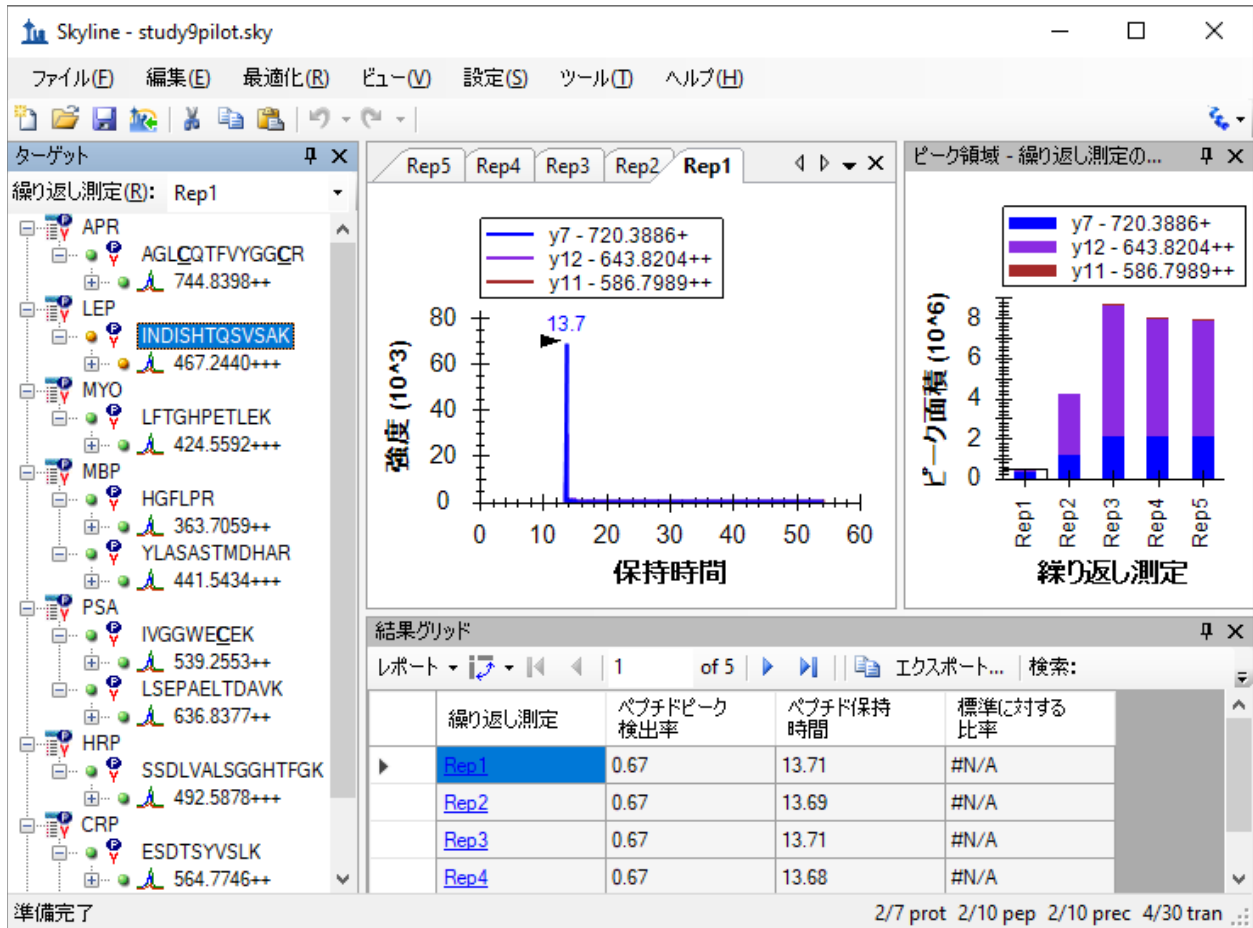 Skyline - study9pilot.sky
ファイル(F) 編集(E) 最適化(R) ビュー(V) 設定(S) ツール(T) ヘルプ(H)
ターゲット
繰り返し測定(R): Rep1
APR
AGLCQTFVYGGCR
744.8398++
LEP
INDISHTQSVSAK
467.2440+++
MYO
LFTGHPETLEK
424.5592+++
MBP
HGFLPR
363.7059++
YLASASTMDHAR
441.5434+++
PSA
IVGGWECEK
539.2553++
LSEPAELTDAVK
636.8377++
HRP
SSDLVALSGGHTFGK
492.5878+++
CRP
ESDTSYVSLK
564.7746++
Rep5 Rep4 Rep3 Rep2 Rep1
y7 - 720.3886+
y12 - 643.8204++
y11 - 586.7989++
13.7
80
60
40
20
0
強度 (10^3)
0 10 20 30 40 50 60
保持時間
ピーク領域 - 繰り返し測定の...
y7 - 720.3886+
y12 - 643.8204++
y11 - 586.7989++
8
6
4
2
0
ピーク面積 (10^6)
Rep1 Rep2 Rep3 Rep4 Rep5
繰り返し測定
結果グリッド
レポート 1 of 5 エクスポート... 検索:
繰り返し測定 ペプチドピーク検出率 ペプチド保持時間 標準に対する比率
Rep1 0.67 13.71 #N/A
Rep2 0.67 13.69 #N/A
Rep3 0.67 13.71 #N/A
Rep4 0.67 13.68 #N/A
準備完了 2/7 prot 2/10 pep 2/10 prec 4/30 tran